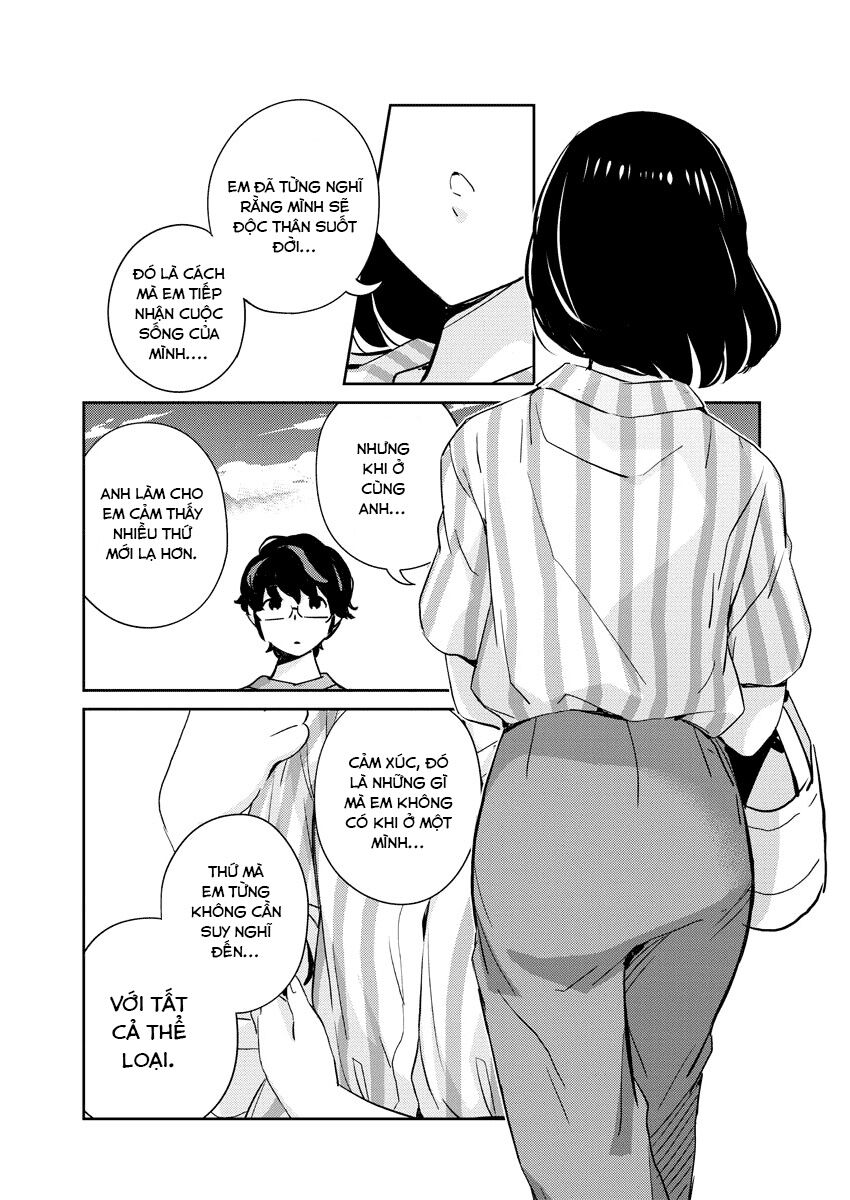 EM ĐÃ TỪNG NGHĨ
RẰNG MÌNH SẼ
ĐỘC THÂN SUỐT
ĐỜI...
ĐÓ LÀ CÁCH
MÀ EM TIẾP
NHẬN CUỘC
SỐNG CỦA
MÌNH....
NHƯNG
KHI Ở
CÙNG
ANH...
ANH LÀM CHO
EM CẢM THẤY
NHIỀU THỨ
MỚI LẠ HƠN.
CẢM XÚC, ĐÓ
LÀ NHỮNG GÌ
MÀ EM KHÔNG
CÓ KHI Ở MỘT
MÌNH...
THỨ MÀ
EM TỪNG
KHÔNG CẦN
SUY NGHĨ
ĐẾN...
VỚI TẤT
CẢ THỂ
LOẠI.